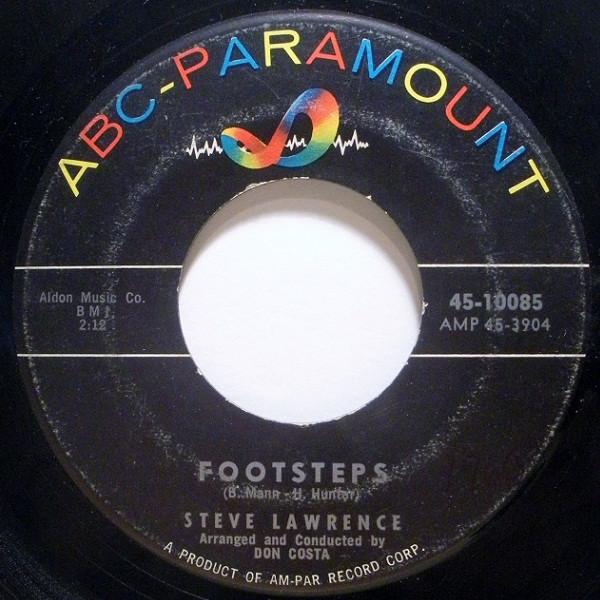 ABC-PARAMOUNT
Aldon Music Co.
BMI
2:12
45-10085
AMP 45-3904
FOOTSTEPS
(B. Mann - H. Hunter)
STEVE LAWRENCE
Arranged and Conducted by
DON COSTA
A PRODUCT OF AM-PAR RECORD CORP.